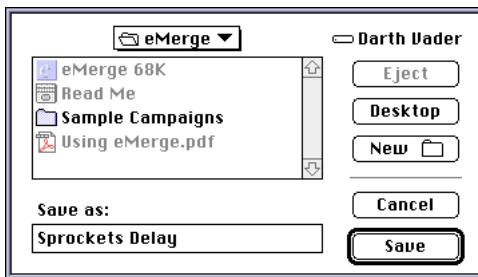 eMerge
Darth Vader
eMerge 68K
Read Me
Sample Campaigns
Using eMerge.pdf
Eject
Desktop
New
Save as:
Sprockets Delay
Cancel
Save